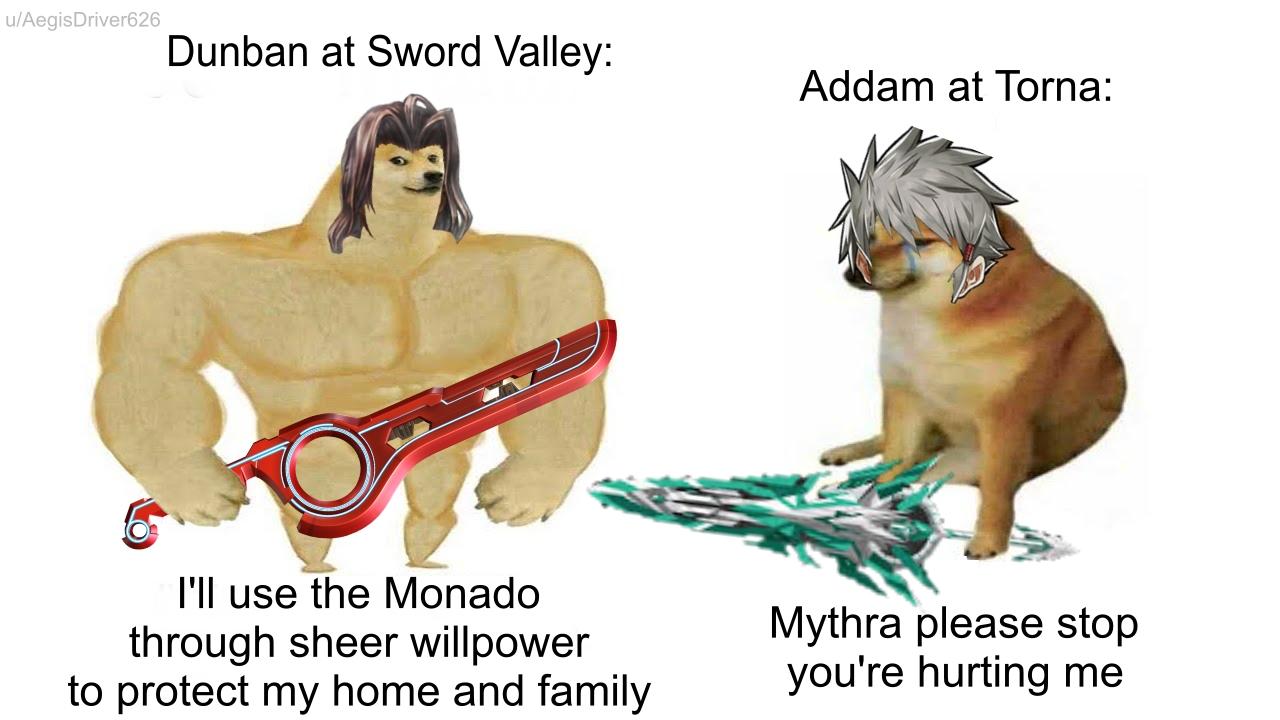 u/AegisDriver626
Dunban at Sword Valley:
Addam at Torna:
I'll use the Monado
through sheer willpower
to protect my home and family
Mythra please stop
you're hurting me